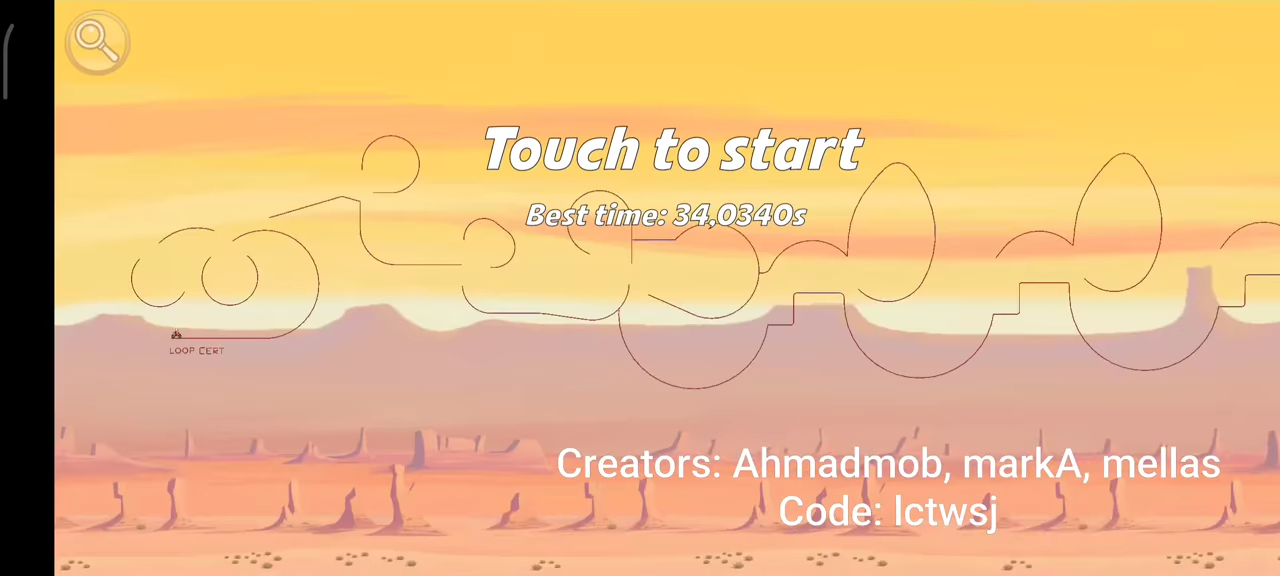 Touch to start
Best time: 34,0340s
LOOP CERT
Creators: Ahmadmob, markA, mellas
Code: lctwsj